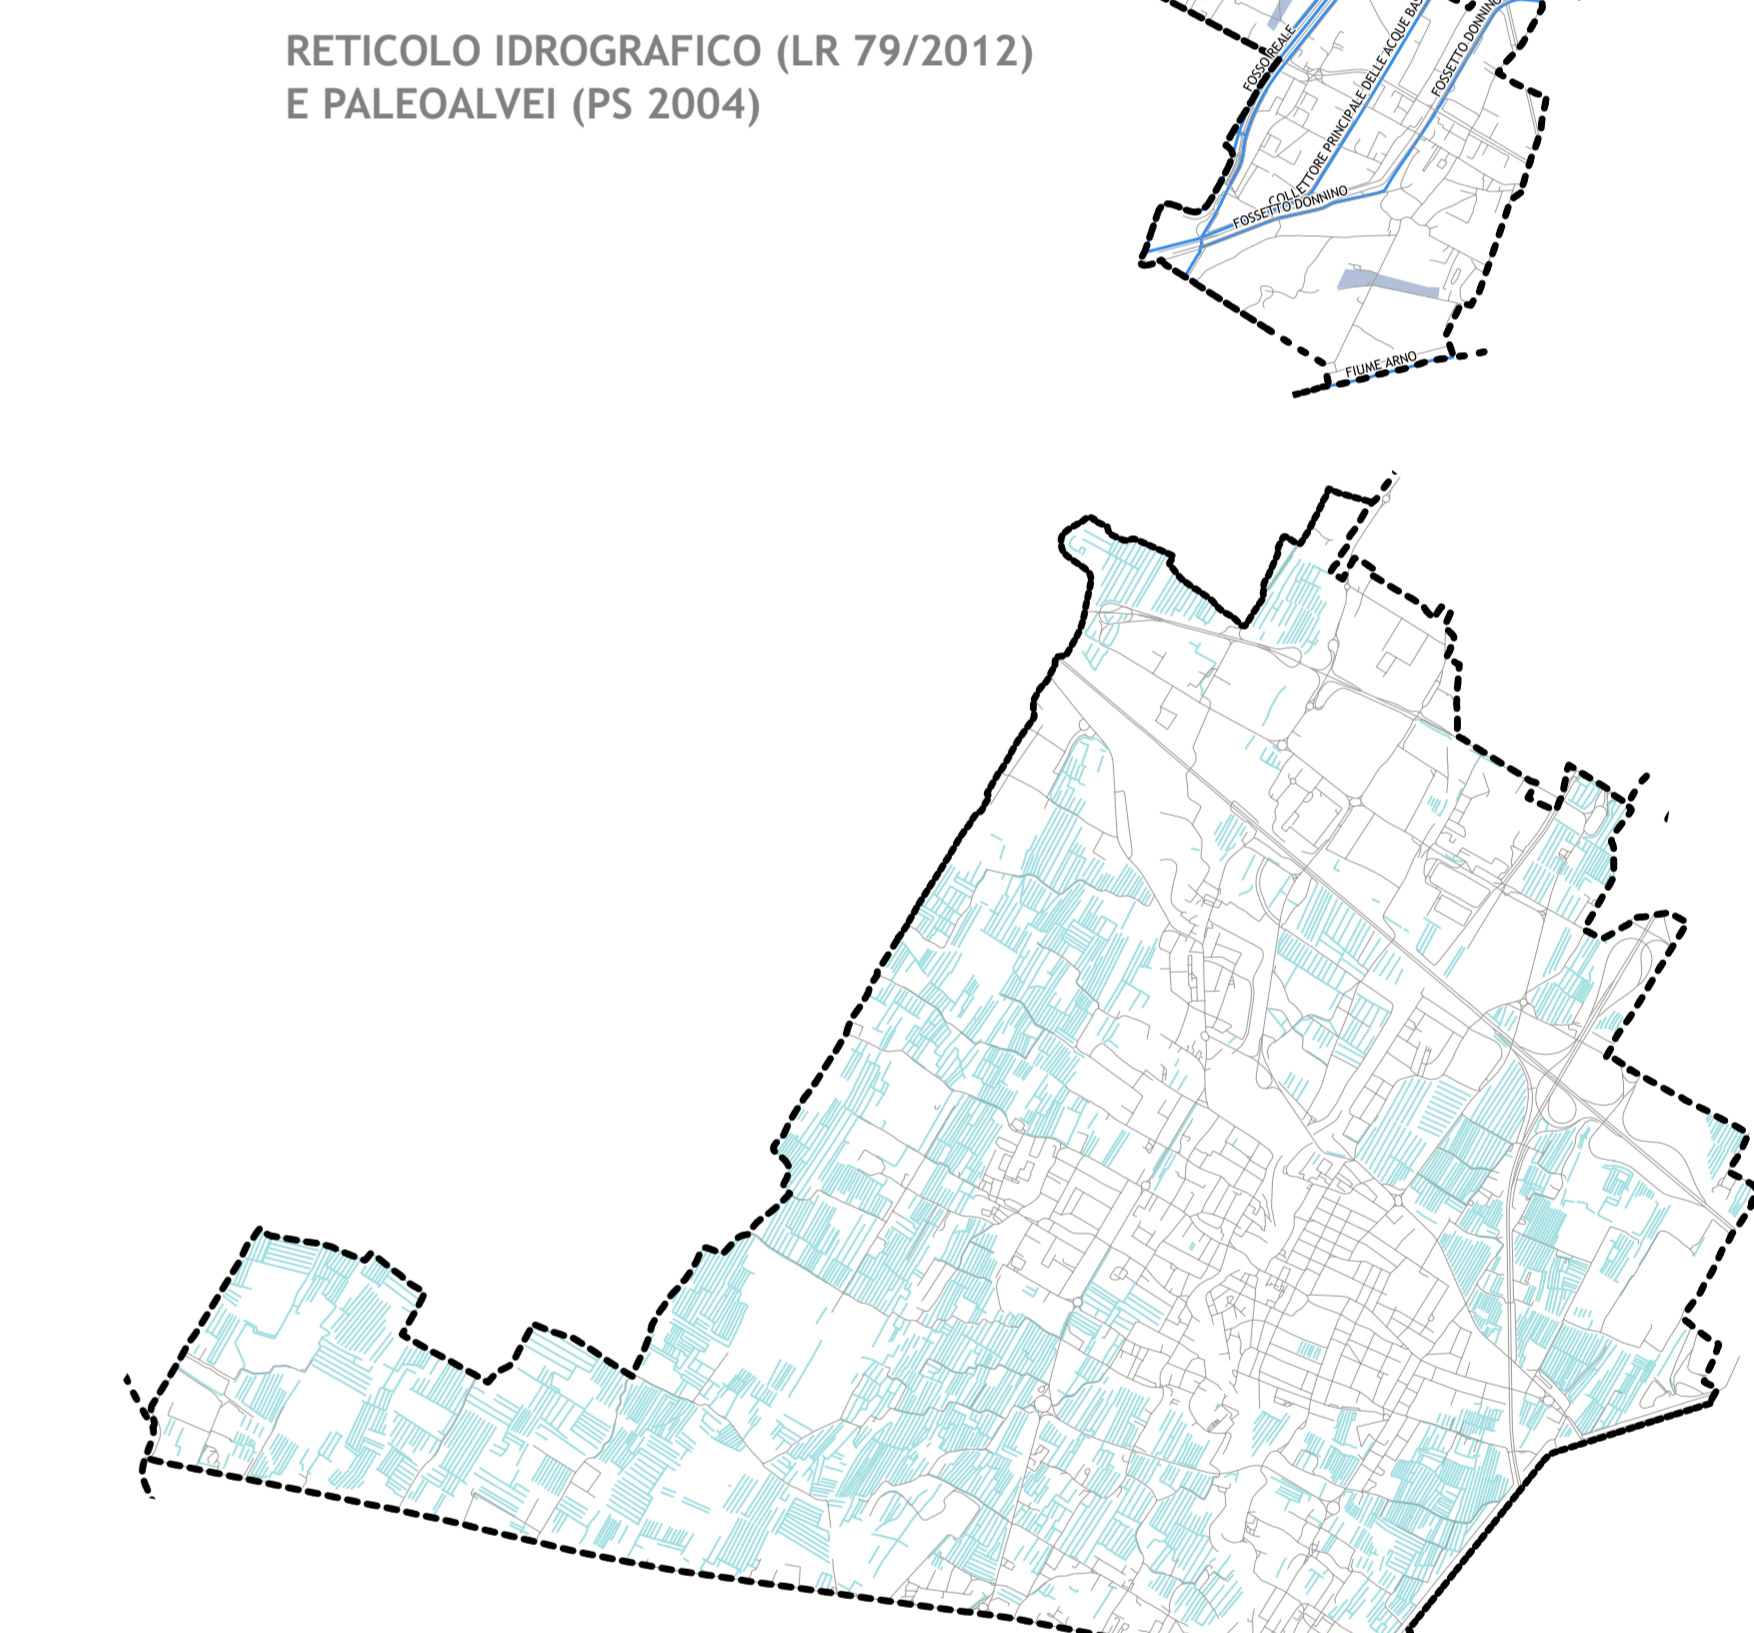 RETICOLO IDROGRAFICO (LR 79/2012)
E PALEOALVEI (PS 2004)
FOSSO REALE
COLLETTORE PRINCIPALE DELLE ACQUE
FOSSETTO DONNINO
FOSSETTO DONNINO
FIUME ARNO